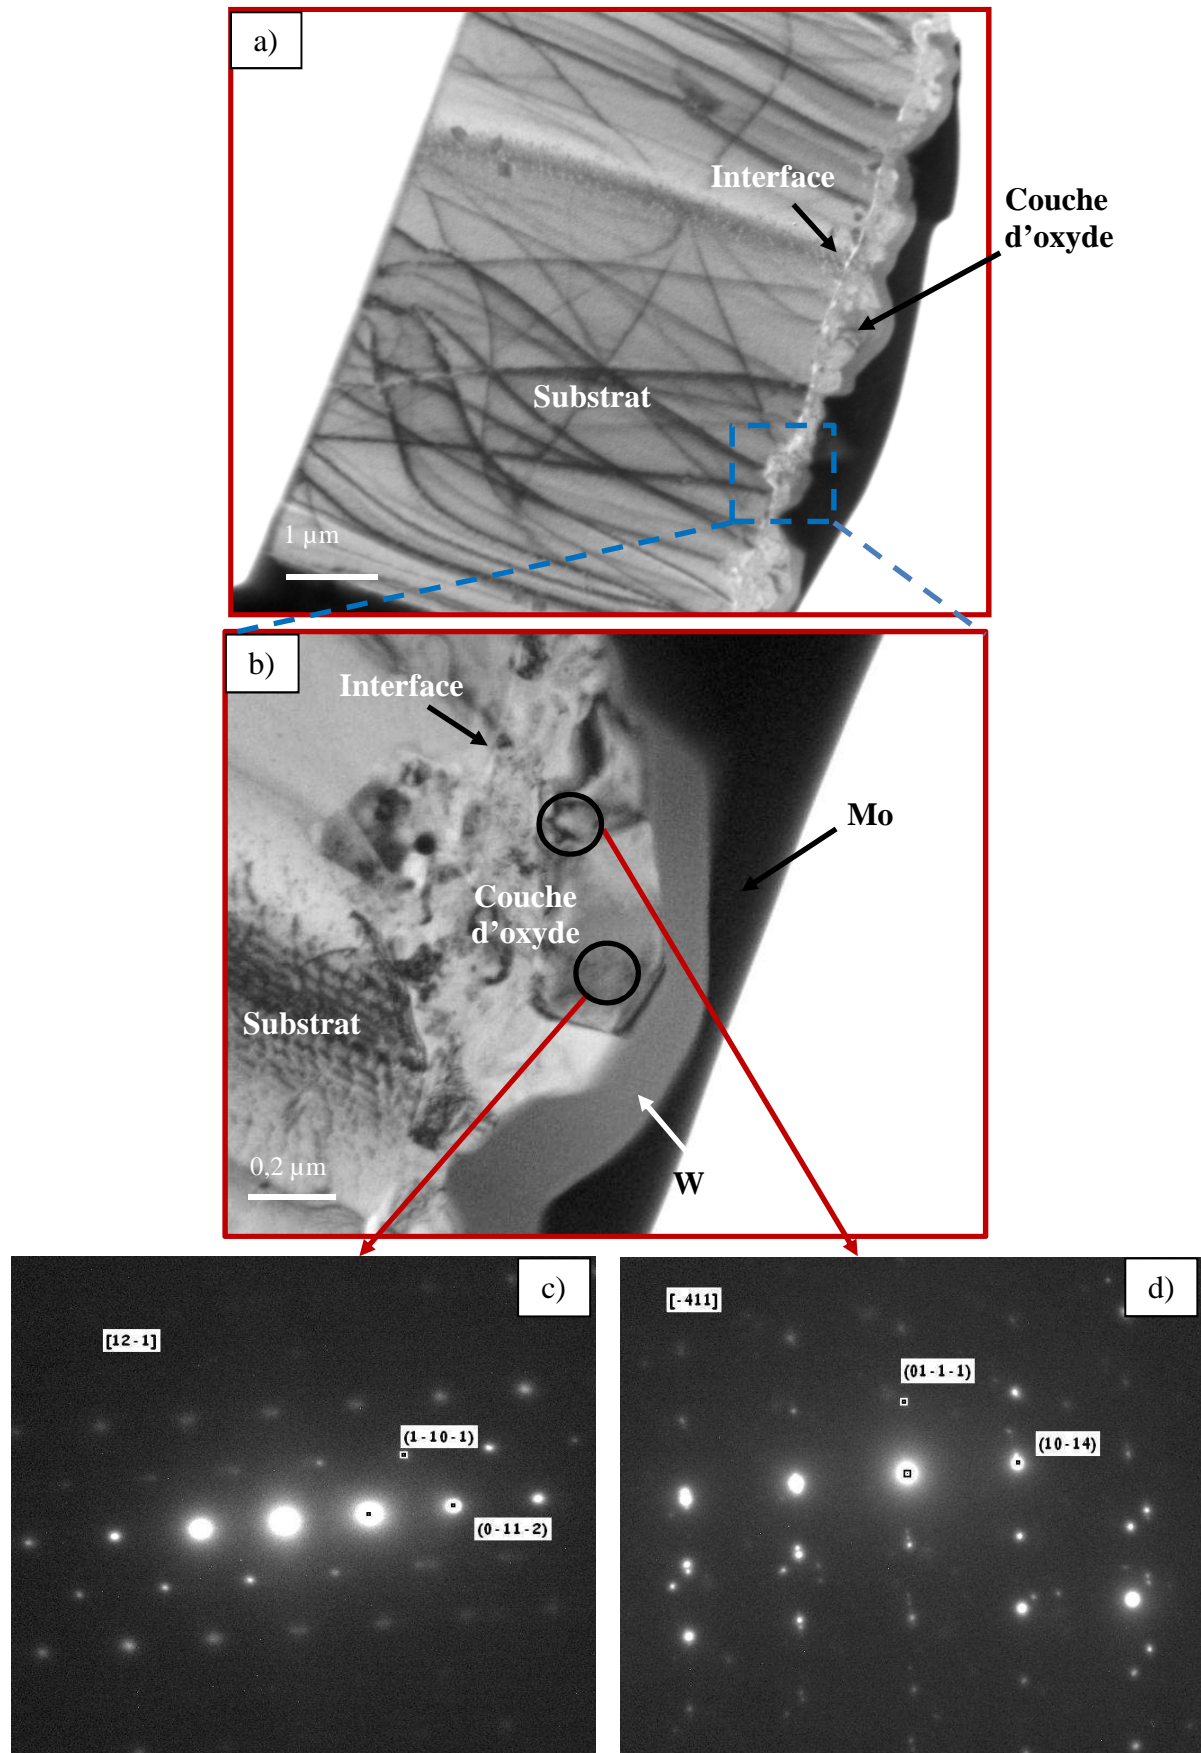 a)
Interface
Couche
d'oxyde
Substrat
1 µm
b)
Interface
Mo
Couche
d'oxyde
Substrat
0,2 µm
W
c)
[12-1]
(1-10-1)
(0-11-2)
d)
[-411]
(01-1-1)
(10-14)